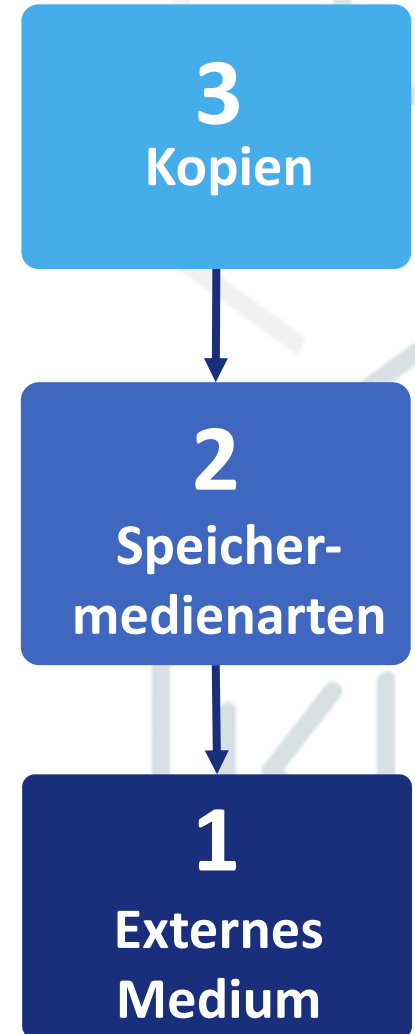 3
Kopien
2
Speicher-
medienarten
1
Externes
Medium